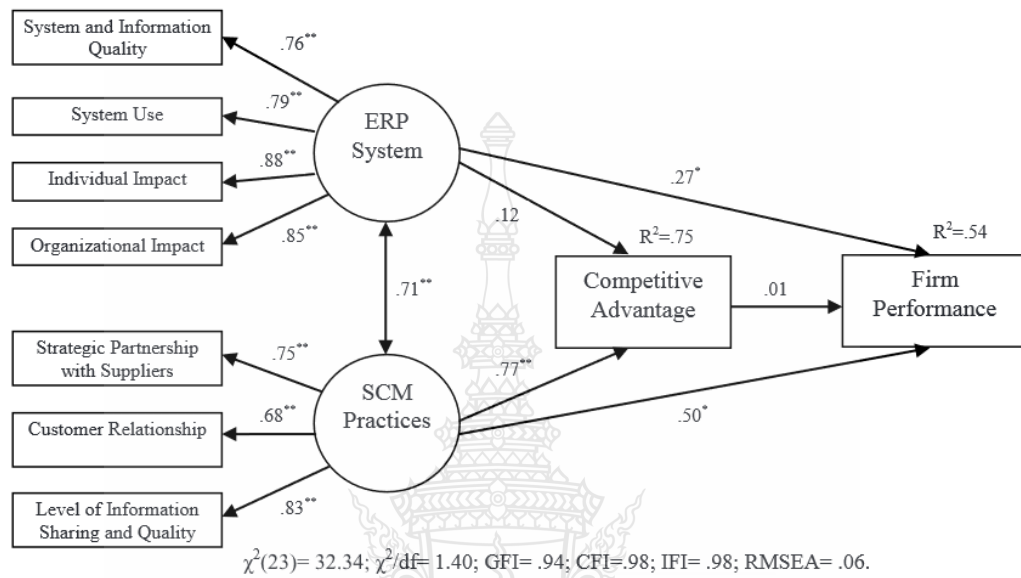 System and Information
Quality
.76**
System Use
.79**
ERP
System
Individual Impact
.88**
.27*
.12
Organizational Impact
.85**
R²=.75
R²=.54
Competitive
Advantage
.01
Firm
Performance
.71**
Strategic Partnership
with Suppliers
.75**
.77**
SCM
Practices
.50*
Customer Relationship
.68**
Level of Information
Sharing and Quality
.83**
χ²(23)= 32.34; χ²/df= 1.40; GFI= .94; CFI=.98; IFI= .98; RMSEA= .06.